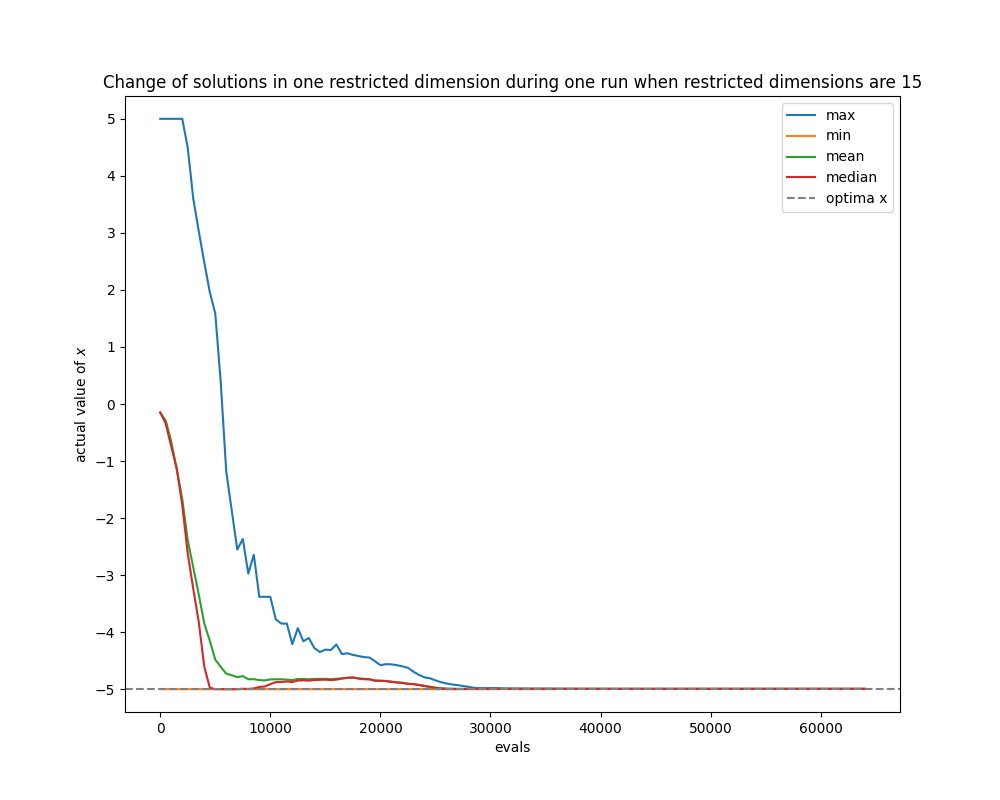 Change of solutions in one restricted dimension during one run when restricted dimensions are 15
max
min
mean
median
optima x
5
4
3
2
1
0
−1
−2
−3
−4
−5
actual value of x
0
10000
20000
30000
40000
50000
60000
evals